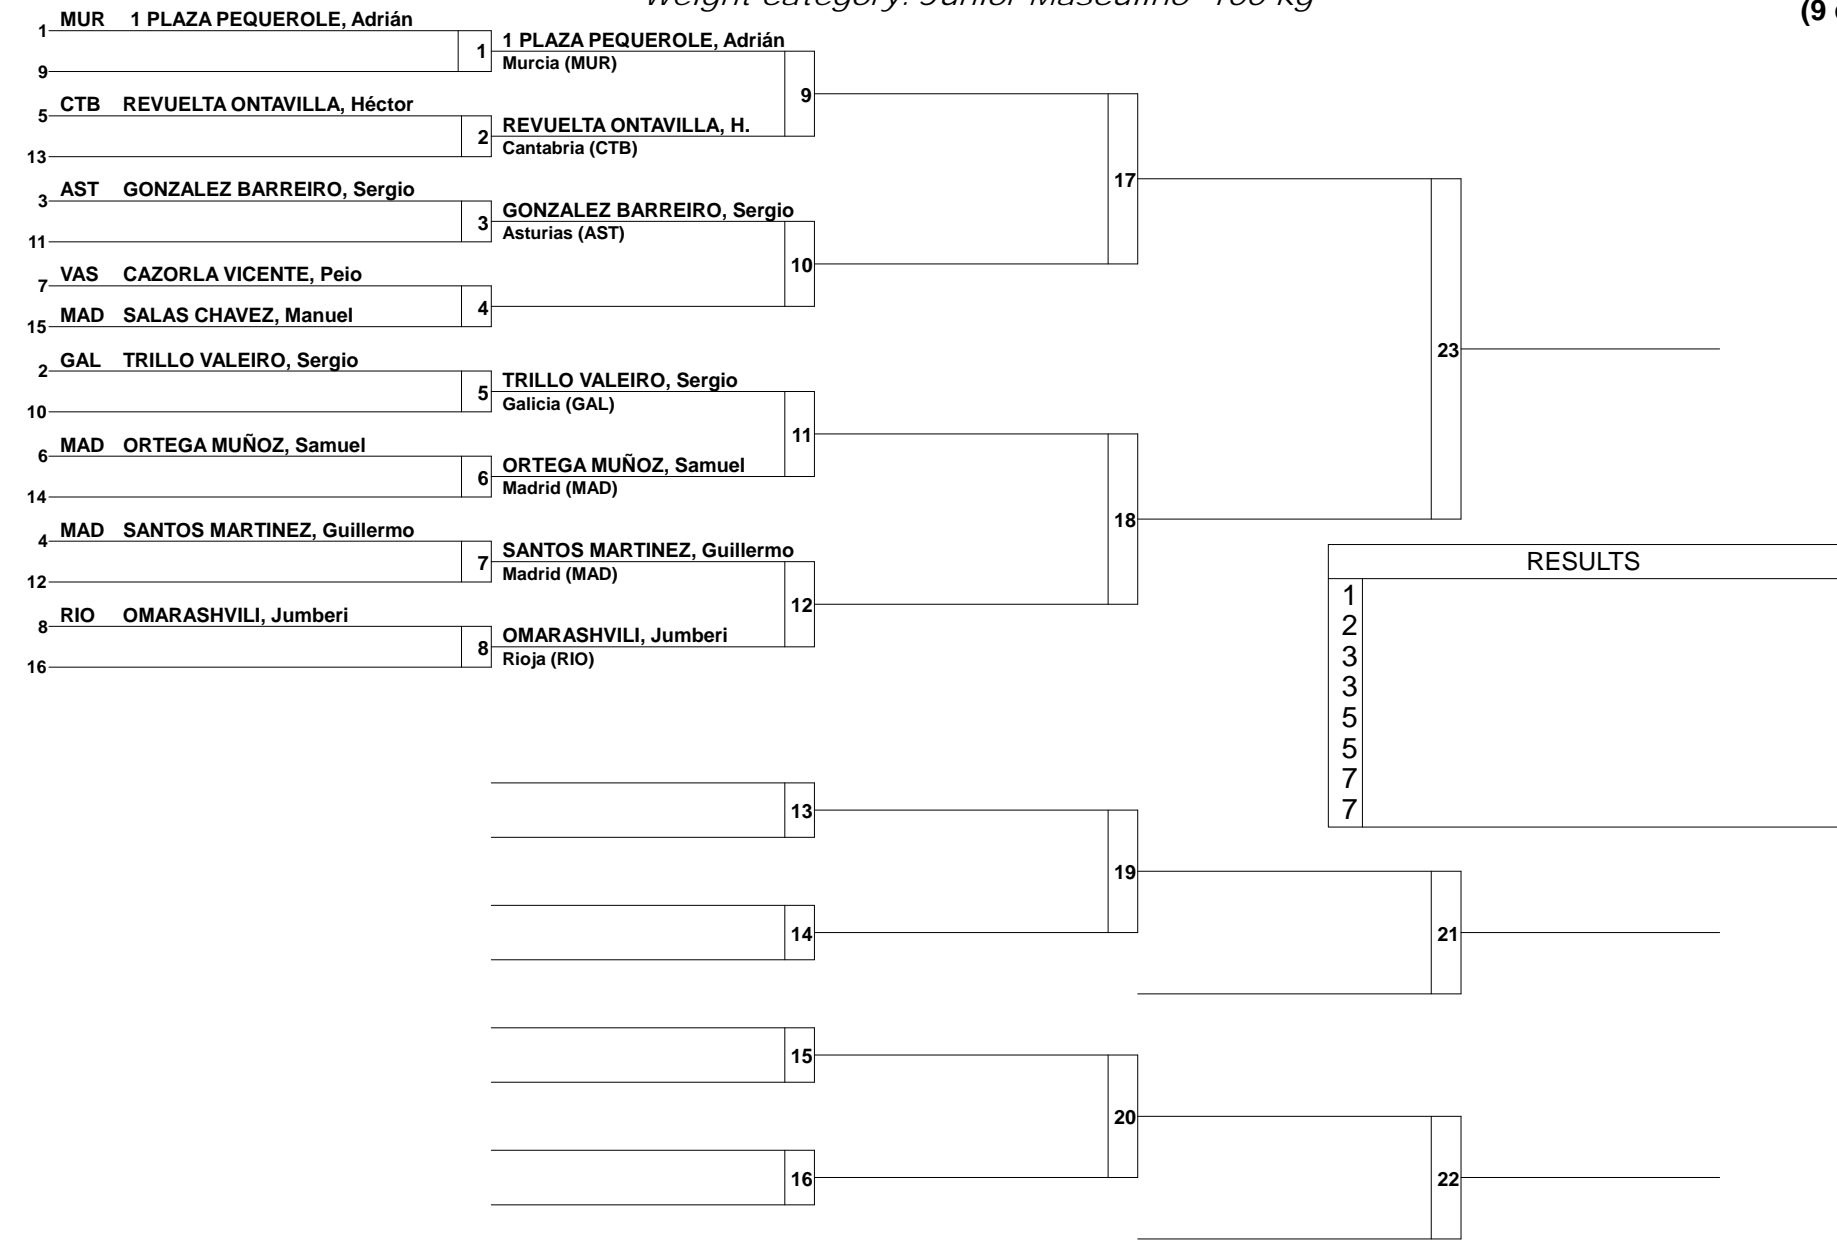 Weight category: Junior Masculino -100 kg
(9
1 MUR 1 PLAZA PEQUEROLE, Adrián
9
1
5 CTB REVUELTA ONTAVILLA, Héctor
13
2
3 AST GONZALEZ BARREIRO, Sergio
11
3
7 VAS CAZORLA VICENTE, Peio
15 MAD SALAS CHAVEZ, Manuel
4
2 GAL TRILLO VALEIRO, Sergio
10
5
6 MAD ORTEGA MUÑOZ, Samuel
14
6
4 MAD SANTOS MARTINEZ, Guillermo
12
7
8 RIO OMARASHVILI, Jumberi
16
8
1 PLAZA PEQUEROLE, Adrián
Murcia (MUR)
9
REVUELTA ONTAVILLA, H.
Cantabria (CTB)
GONZALEZ BARREIRO, Sergio
Asturias (AST)
10
TRILLO VALEIRO, Sergio
Galicia (GAL)
11
ORTEGA MUÑOZ, Samuel
Madrid (MAD)
SANTOS MARTINEZ, Guillermo
Madrid (MAD)
12
OMARASHVILI, Jumberi
Rioja (RIO)
17
18
23
RESULTS
1
2
3
3
5
5
7
7
13
14
19
21
15
16
20
22